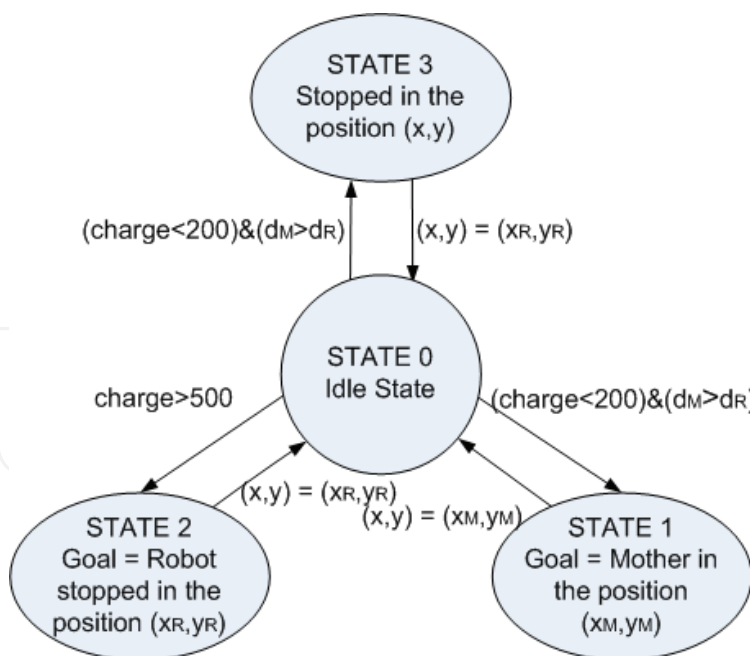 STATE 3
Stopped in the
position (x,y)
(charge<200)&(dM>dR)
(x,y) = (xR,yR)
STATE 0
Idle State
charge>500
(charge<200)&(dM>dR)
(x,y) = (xR,yR)
(x,y) = (xM,yM)
STATE 2
Goal = Robot
stopped in the
position (xR,yR)
STATE 1
Goal = Mother in
the position
(xM,yM)